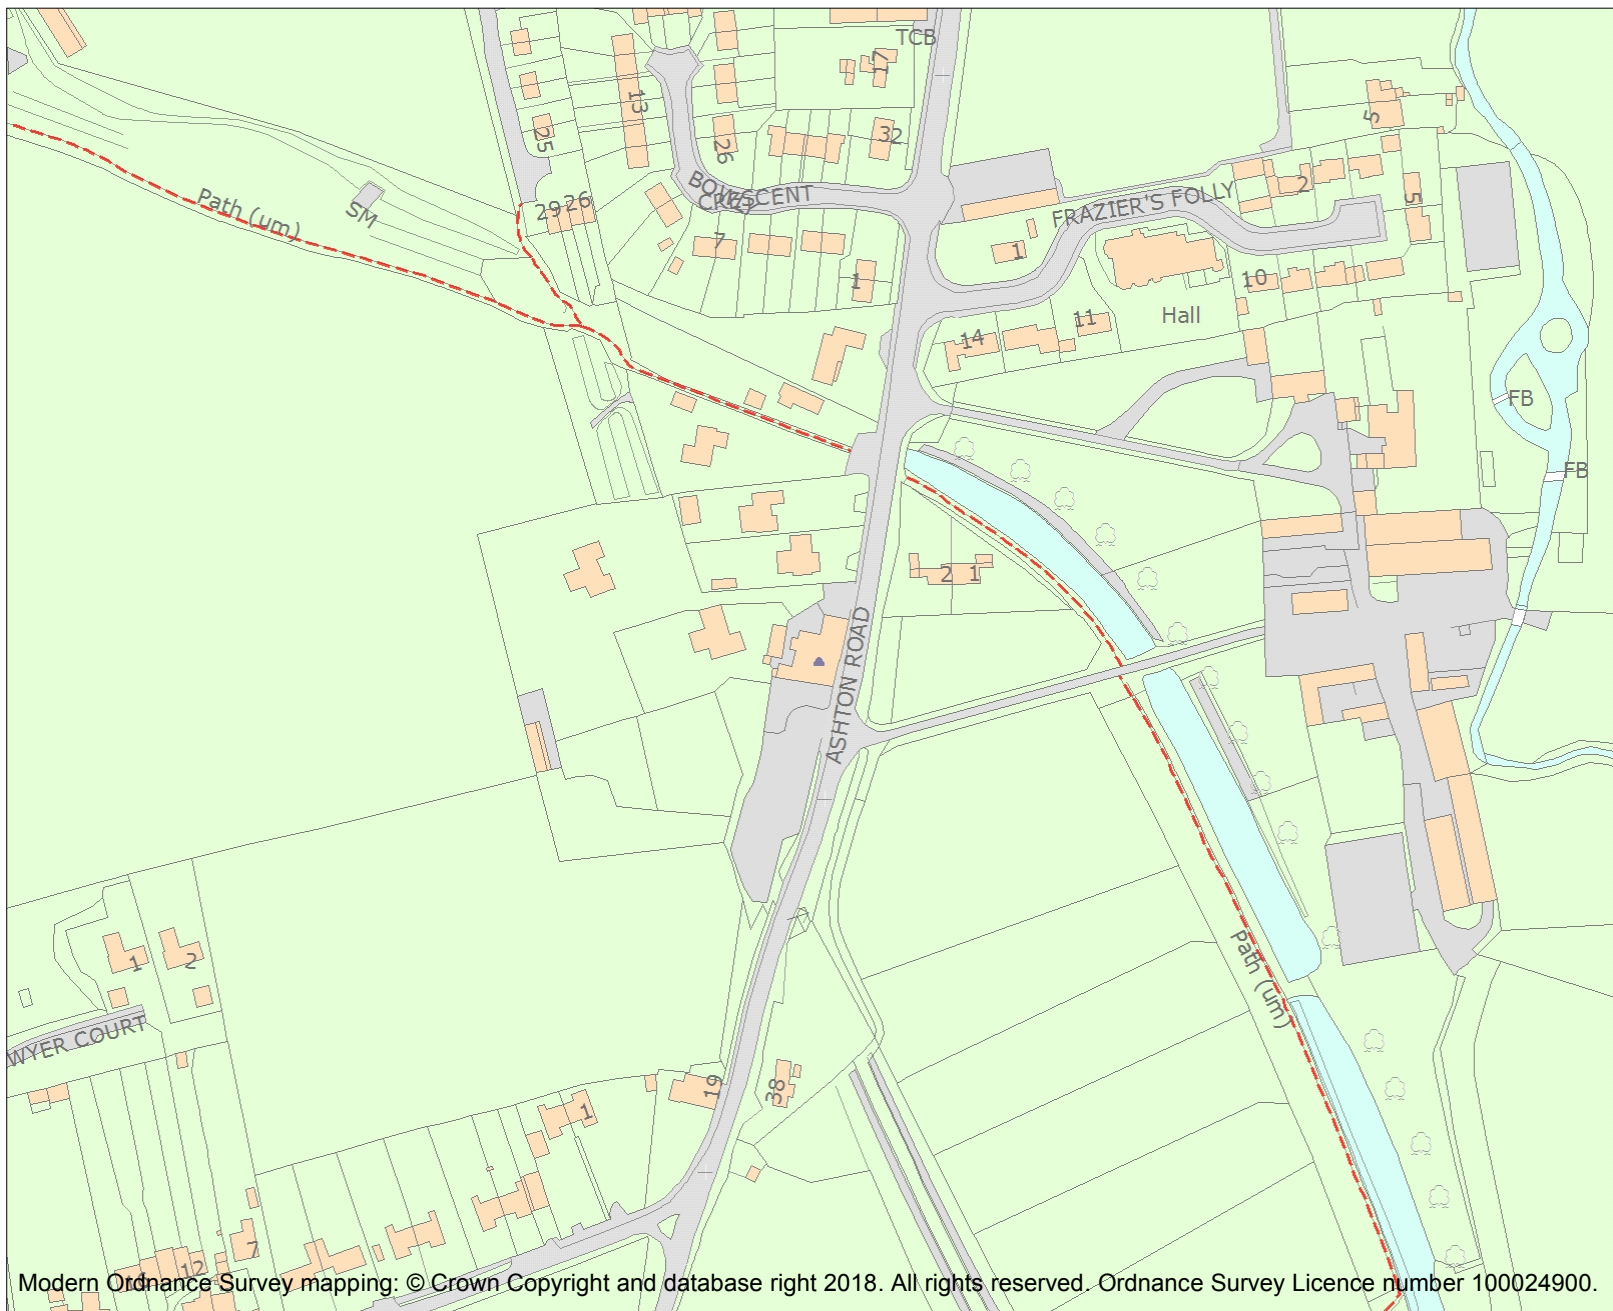 TCB
17
13
25
26
32
5
BOWES
CRESCENT
2
Path (um)
SM
29
26
FRAZIER'S FOLLY
5
7
1
1
10
Hall
11
14
FB
FB
2
1
ASHTON ROAD
1
2
Path (um)
WYER COURT
19
38
1
7
12
Modern Ordnance Survey mapping: © Crown Copyright and database right 2018. All rights reserved. Ordnance Survey Licence number 100024900.